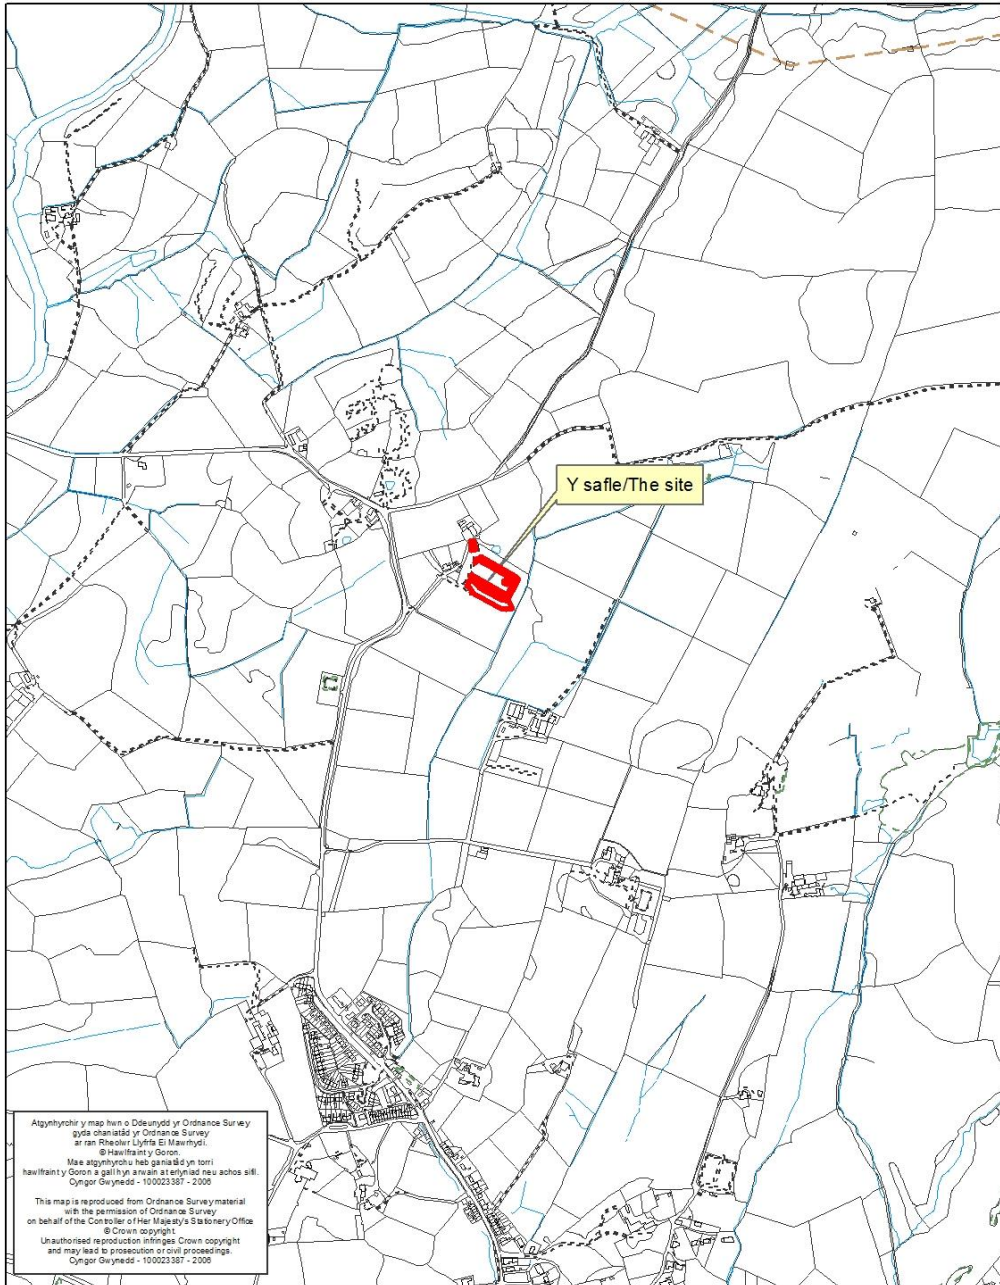 Y safle/The site
Atgynhyrchir y map hwn o Ddeunydd yr Ordnance Survey
gyda chaniatâd yr Ordnance Survey
ar ran Rheolwr Llyfrfa Ei Mawrhydi.
© Hawlfraint y Goron.
Mae atgynhyrchu heb ganiatâd yn torri
hawlfraint y Goron a gall hyn arwain at erlyniad neu achos sifil.
Cyngor Gwynedd - 100023387 - 2006
This map is reproduced from Ordnance Survey material
with the permission of Ordnance Survey
on behalf of the Controller of Her Majesty's Stationery Office
© Crown copyright.
Unauthorised reproduction infringes Crown copyright
and may lead to prosecution or civil proceedings.
Cyngor Gwynedd - 100023387 - 2006